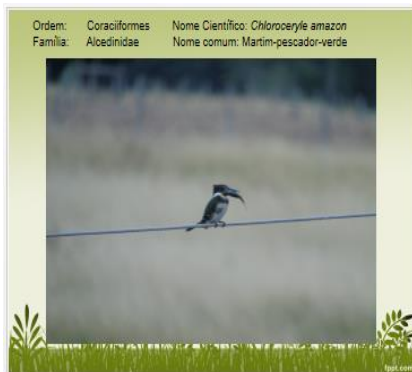 Ordem: Coraciiformes Nome Científico: Chloroceryle amazon
Família: Alcedinidae Nome comum: Martim-pescador-verde
fppt.com